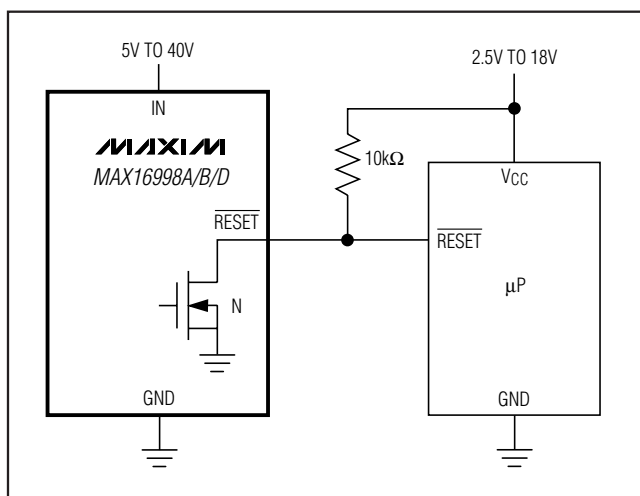 5V TO 40V
2.5V TO 18V
IN
MAXIM
MAX16998A/B/D
10kΩ
VCC
RESET
RESET
N
μP
GND
GND